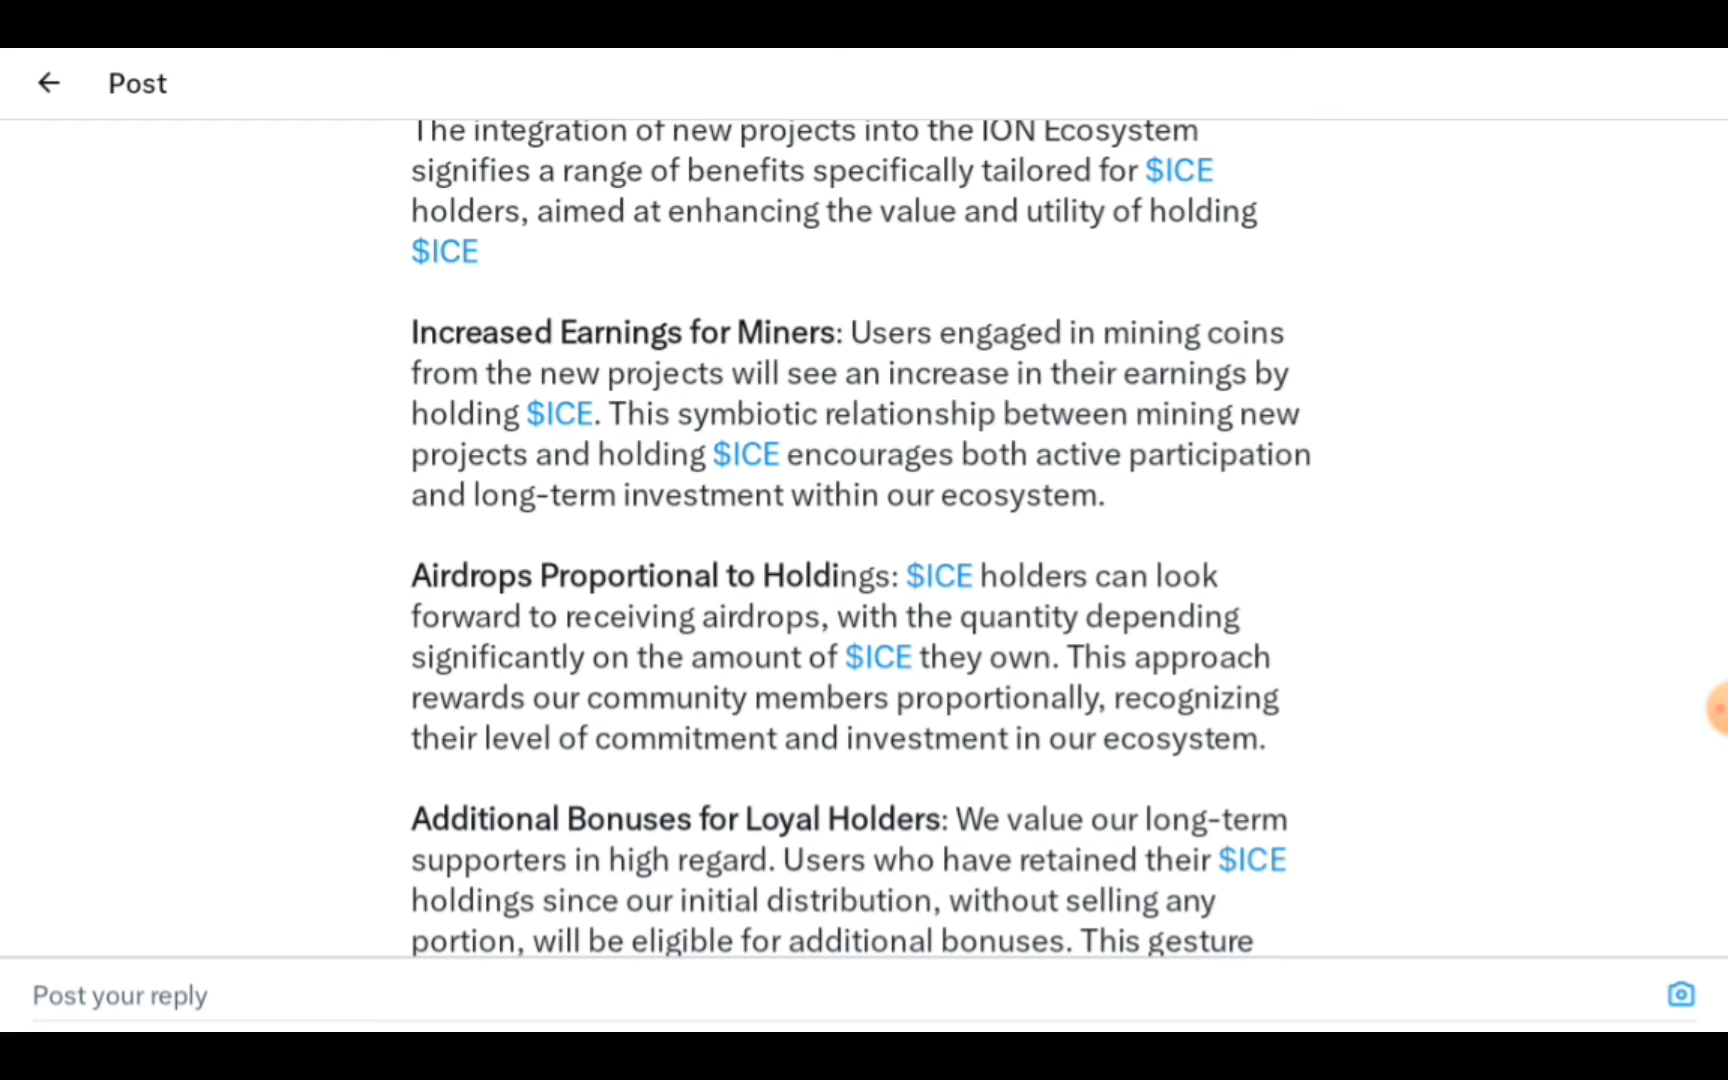 Post
The integration of new projects into the ION Ecosystem
signifies a range of benefits specifically tailored for $ICE
holders, aimed at enhancing the value and utility of holding
$ICE
Increased Earnings for Miners: Users engaged in mining coins
from the new projects will see an increase in their earnings by
holding $ICE. This symbiotic relationship between mining new
projects and holding $ICE encourages both active participation
and long-term investment within our ecosystem.
Airdrops Proportional to Holdings: $ICE holders can look
forward to receiving airdrops, with the quantity depending
significantly on the amount of $ICE they own. This approach
rewards our community members proportionally, recognizing
their level of commitment and investment in our ecosystem.
Additional Bonuses for Loyal Holders: We value our long-term
supporters in high regard. Users who have retained their $ICE
holdings since our initial distribution, without selling any
portion, will be eligible for additional bonuses. This gesture
Post your reply